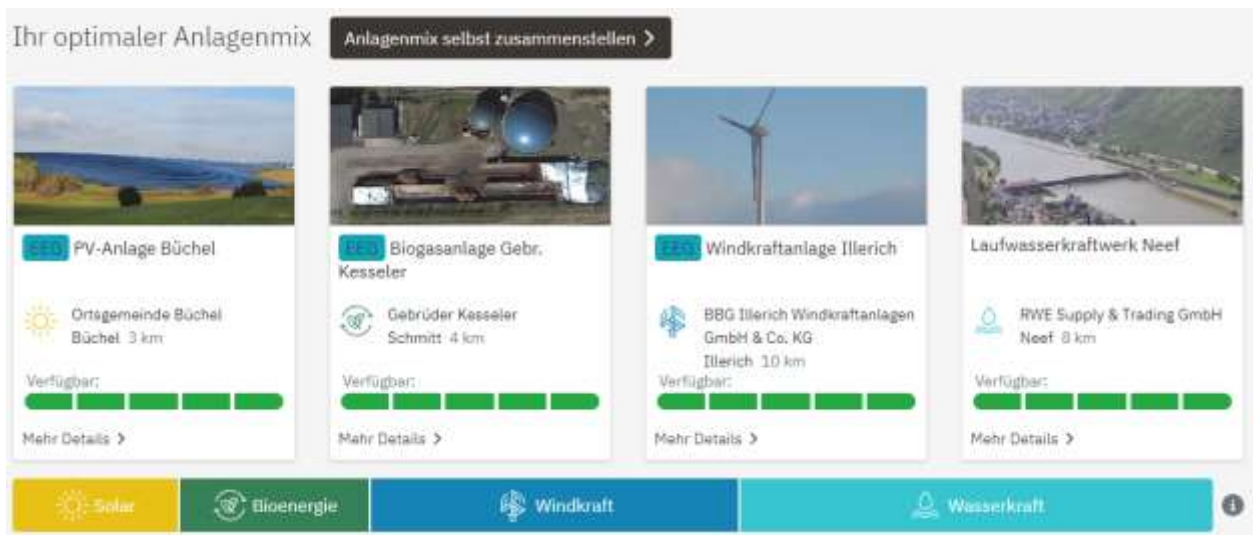 Ihr optimaler Anlagenmix
Anlagenmix selbst zusammenstellen >
EEG PV-Anlage Büchel
Ortsgemeinde Büchel
Büchel 3 km
Verfügbar:
Mehr Details >
EEG Biogasanlage Gebr.
Kesseler
Gebrüder Kesseler
Schmitt 4 km
Verfügbar:
Mehr Details >
EEG Windkraftanlage Illerich
BBG Illerich Windkraftanlagen
GmbH & Co. KG
Illerich 10 km
Verfügbar:
Mehr Details >
Laufwasserkraftwerk Neef
RWE Supply & Trading GmbH
Neef 8 km
Verfügbar:
Mehr Details >
Solar
Bioenergie
Windkraft
Wasserkraft